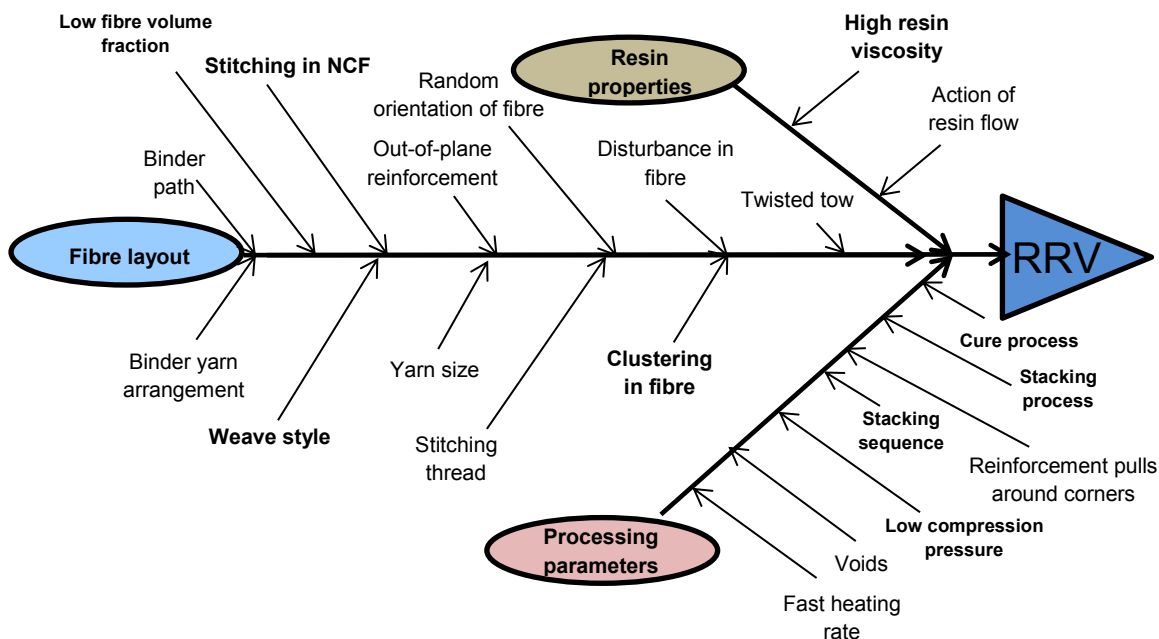 Low fibre volume
fraction
Stitching in NCF
Random
orientation of fibre
Resin
properties
High resin
viscosity
Action of
resin flow
Binder
path
Out-of-plane
reinforcement
Disturbance in
fibre
Twisted tow
Fibre layout
RRV
Binder yarn
arrangement
Weave style
Yarn size
Stitching
thread
Clustering
in fibre
Cure process
Stacking
process
Stacking
sequence
Reinforcement pulls
around corners
Low compression
pressure
Processing
parameters
Voids
Fast heating
rate